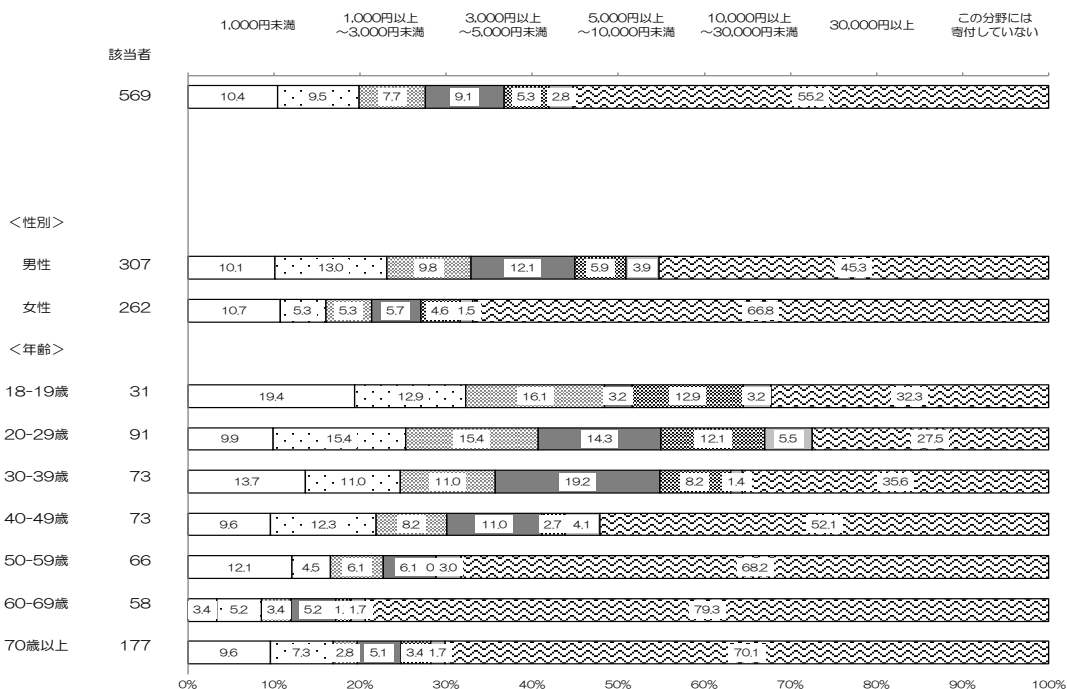 1,000円未満 1,000円以上 ～3,000円未満 3,000円以上 ～5,000円未満 5,000円以上 ～10,000円未満 10,000円以上 ～30,000円未満 30,000円以上 この分野には 寄付していない
該当者
569 10.4 9.5 7.7 9.1 5.3 2.8 55.2
＜性別＞
男性 307 10.1 13.0 9.8 12.1 5.9 3.9 45.3
女性 262 10.7 5.3 5.3 5.7 4.6 1.5 66.8
＜年齢＞
18-19歳 31 19.4 12.9 16.1 3.2 12.9 3.2 32.3
20-29歳 91 9.9 15.4 15.4 14.3 12.1 5.5 27.5
30-39歳 73 13.7 11.0 11.0 19.2 8.2 1.4 35.6
40-49歳 73 9.6 12.3 8.2 11.0 2.7 4.1 52.1
50-59歳 66 12.1 4.5 6.1 6.1 0 3.0 68.2
60-69歳 58 3.4 5.2 3.4 5.2 1. 1.7 79.3
70歳以上 177 9.6 7.3 2.8 5.1 3.4 1.7 70.1
0% 10% 20% 30% 40% 50% 60% 70% 80% 90% 100%